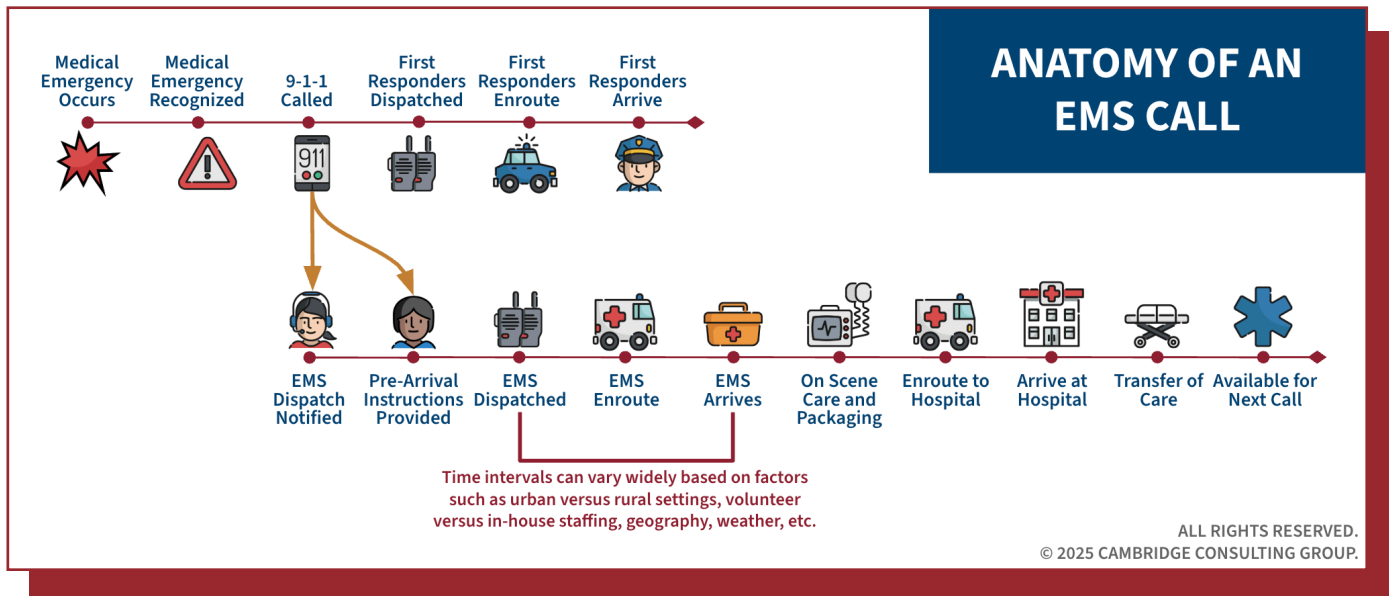 ANATOMY OF AN
EMS CALL
Medical
Emergency
Occurs
Medical
Emergency
Recognized
9-1-1
Called
First
Responders
Dispatched
First
Responders
Enroute
First
Responders
Arrive
911
EMS
Dispatch
Notified
Pre-Arrival
Instructions
Provided
EMS
Dispatched
EMS
Enroute
EMS
Arrives
On Scene
Care and
Packaging
Enroute to
Hospital
Arrive at
Hospital
Transfer of
Care
Available for
Next Call
Time intervals can vary widely based on factors
such as urban versus rural settings, volunteer
versus in-house staffing, geography, weather, etc.
ALL RIGHTS RESERVED.
© 2025 CAMBRIDGE CONSULTING GROUP.